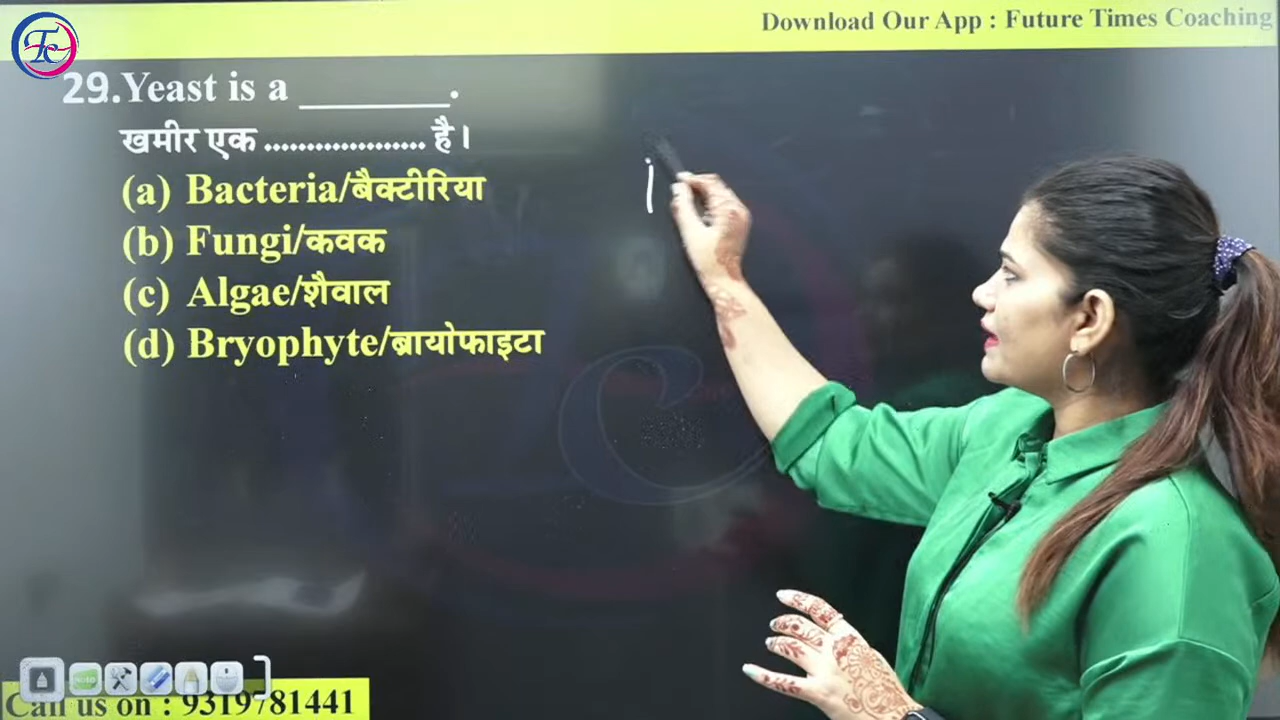 Download Our App : Future Times Coaching
29.Yeast is a _______.
खमीर एक ................... है।
(a) Bacteria/बैक्टीरिया
(b) Fungi/कवक
(c) Algae/शैवाल
(d) Bryophyte/ब्रायोफाइटा
Call us on : 9319781441